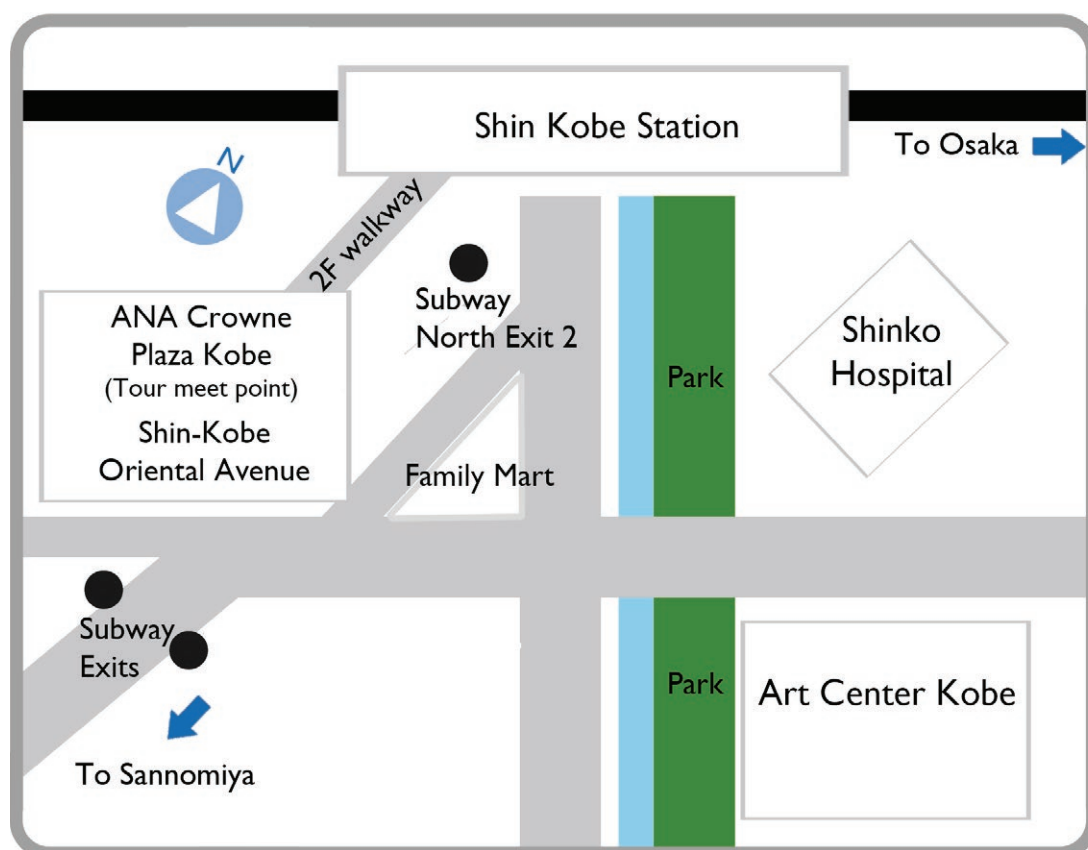 Shin Kobe Station
To Osaka
N
2F walkway
Subway
North Exit 2
ANA Crowne
Plaza Kobe
(Tour meet point)
Shin-Kobe
Oriental Avenue
Family Mart
Park
Shinko
Hospital
Subway
Exits
To Sannomiya
Park
Art Center Kobe